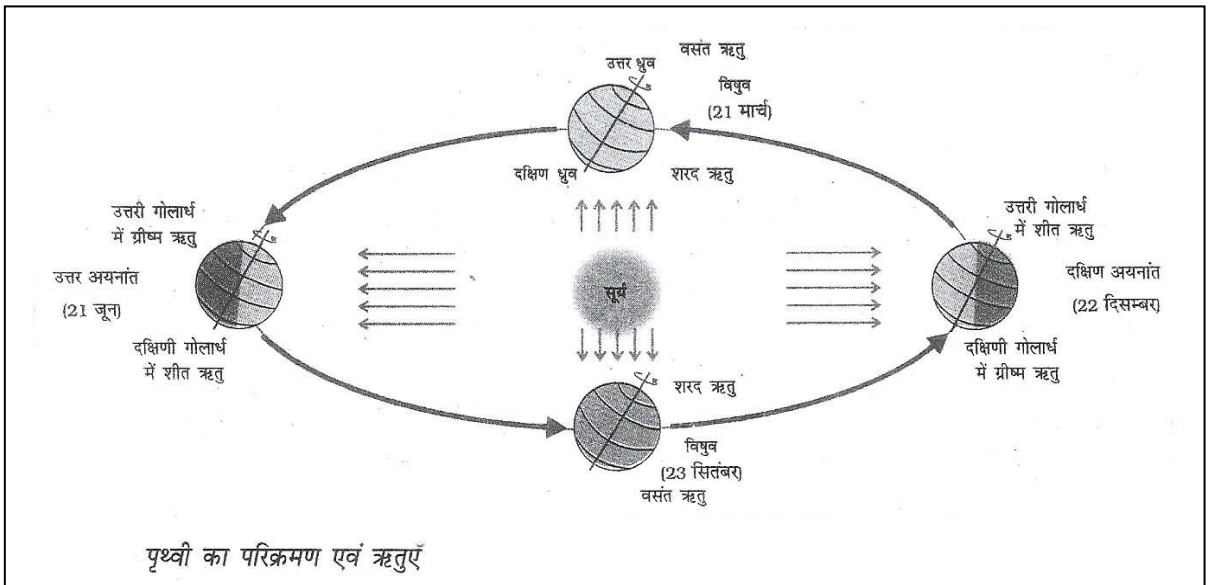 वसंत ऋतु
उत्तर ध्रुव
विषुव
(21 मार्च)
दक्षिण ध्रुव
शरद ऋतु
उत्तरी गोलार्ध
में ग्रीष्म ऋतु
उत्तर अयनांत
(21 जून)
दक्षिणी गोलार्ध
में शीत ऋतु
सूर्य
उत्तरी गोलार्ध
में शीत ऋतु
दक्षिण अयनांत
(22 दिसम्बर)
दक्षिणी गोलार्ध
में ग्रीष्म ऋतु
शरद ऋतु
विषुव
(23 सितंबर)
वसंत ऋतु
पृथ्वी का परिक्रमण एवं ऋतुएँ